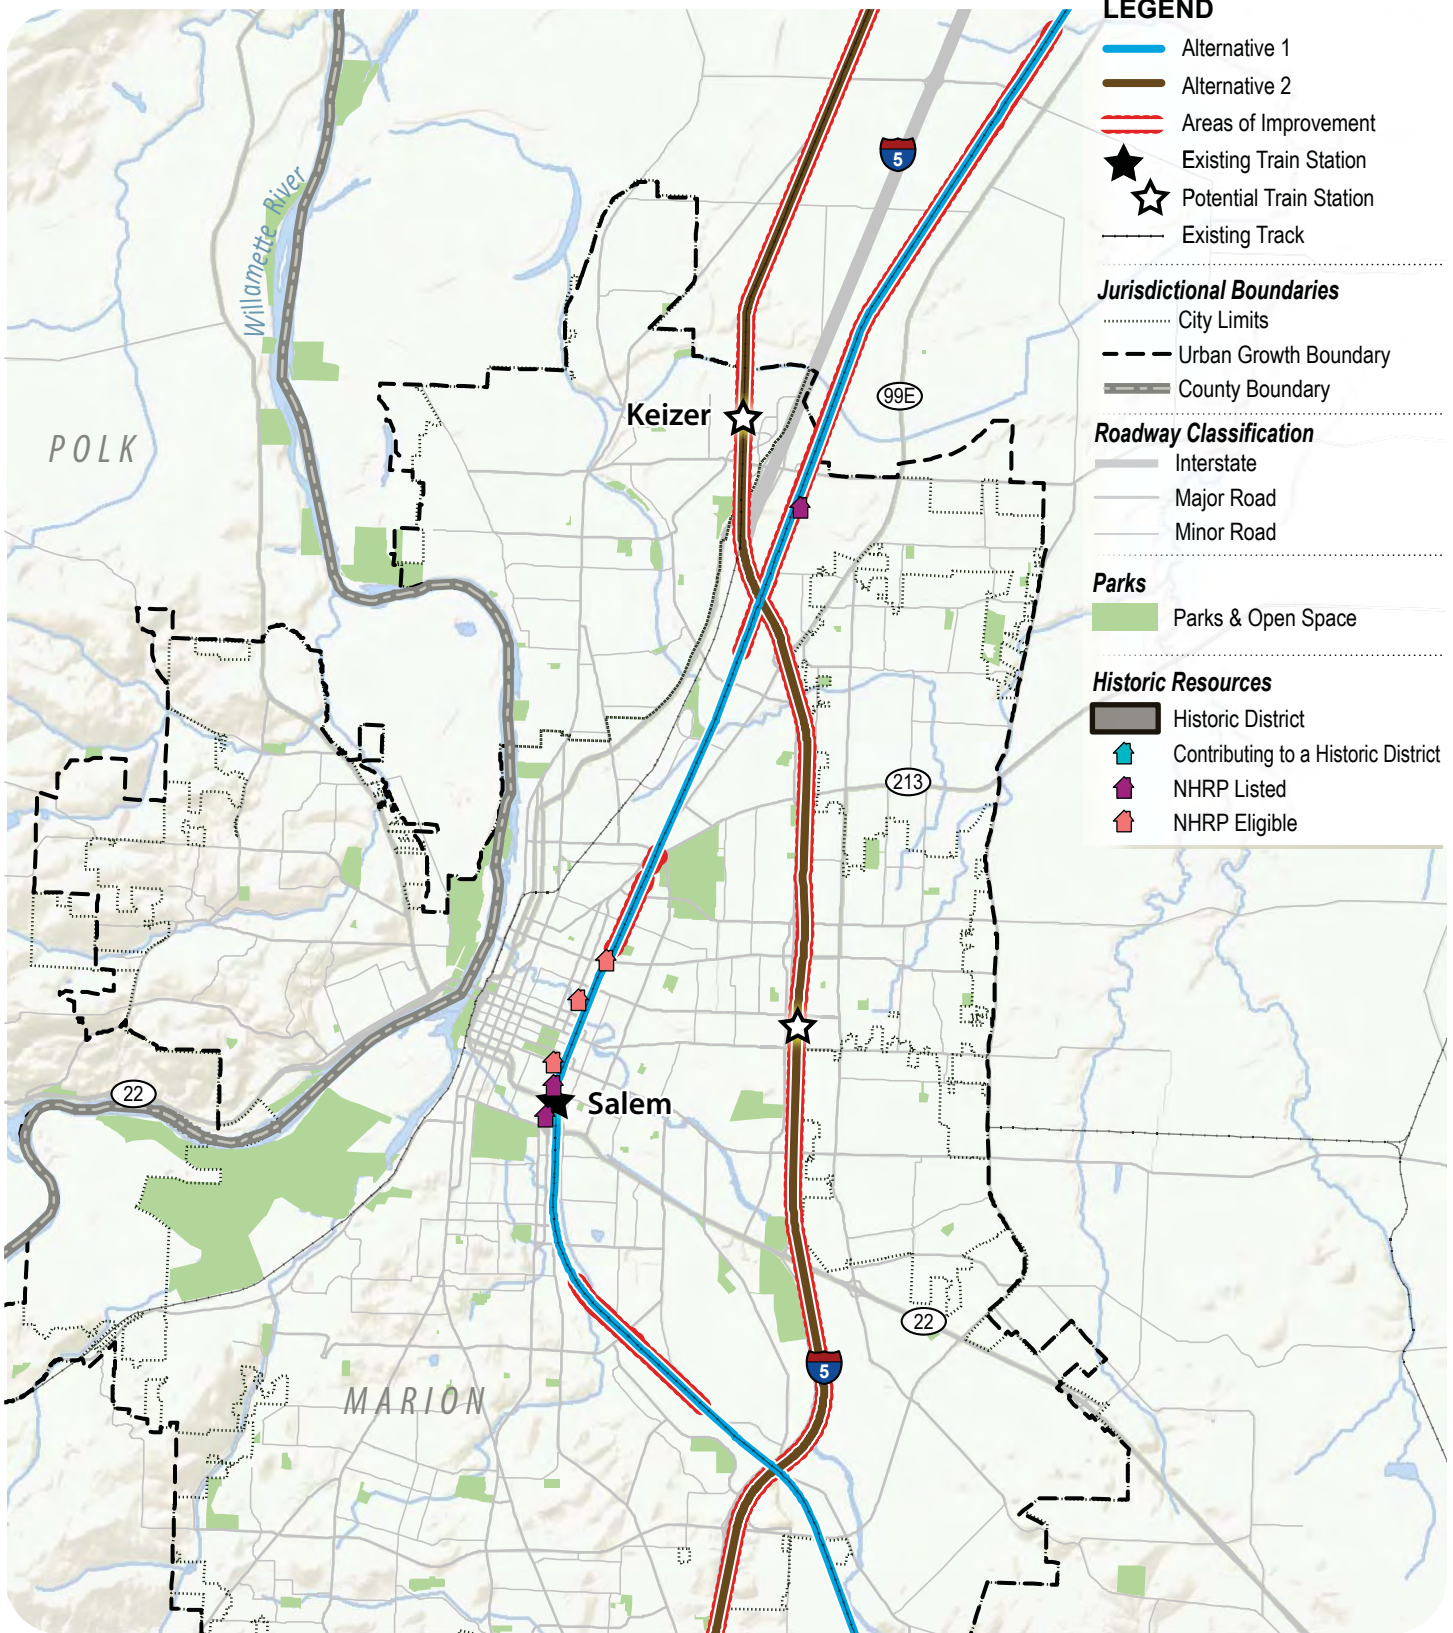 LEGEND
Alternative 1
Alternative 2
Areas of Improvement
Existing Train Station
Potential Train Station
Existing Track
Jurisdictional Boundaries
City Limits
Urban Growth Boundary
County Boundary
Roadway Classification
Interstate
Major Road
Minor Road
Parks
Parks & Open Space
Historic Resources
Historic District
Contributing to a Historic District
NHRP Listed
NHRP Eligible
5
Willamette River
Keizer
99E
POLK
213
22
Salem
22
5
MARION